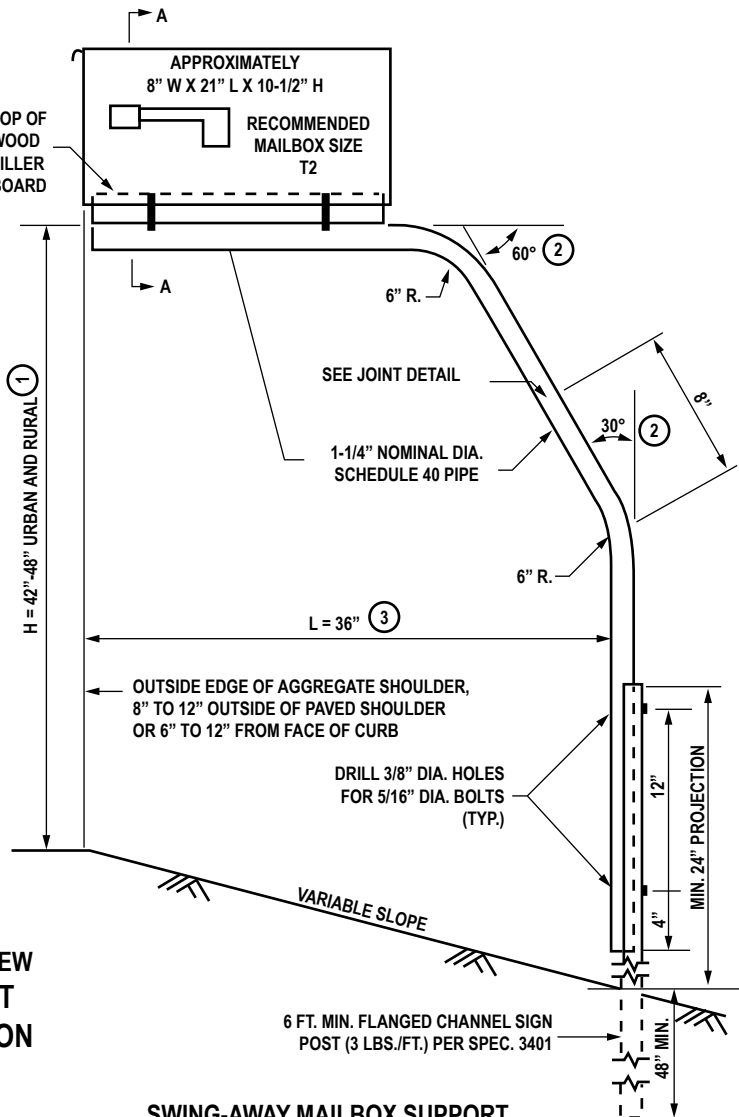 A
APPROXIMATELY
8” W X 21” L X 10-1/2” H
RECOMMENDED
MAILBOX SIZE
T2
OP OF
WOOD
ILLER
BOARD
A
60° 2
6” R.
SEE JOINT DETAIL
8”
30° 2
1-1/4” NOMINAL DIA.
SCHEDULE 40 PIPE
H = 42”-48” URBAN AND RURAL 1
6” R.
L = 36” 3
OUTSIDE EDGE OF AGGREGATE SHOULDER,
8” TO 12” OUTSIDE OF PAVED SHOULDER
OR 6” TO 12” FROM FACE OF CURB
DRILL 3/8” DIA. HOLES
FOR 5/16” DIA. BOLTS
(TYP.)
12”
MIN. 24” PROJECTION
4”
VARIABLE SLOPE
EW
T
ON
6 FT. MIN. FLANGED CHANNEL SIGN
POST (3 LBS./FT.) PER SPEC. 3401
48” MIN.
SWING-AWAY MAILBOX SUPPORT